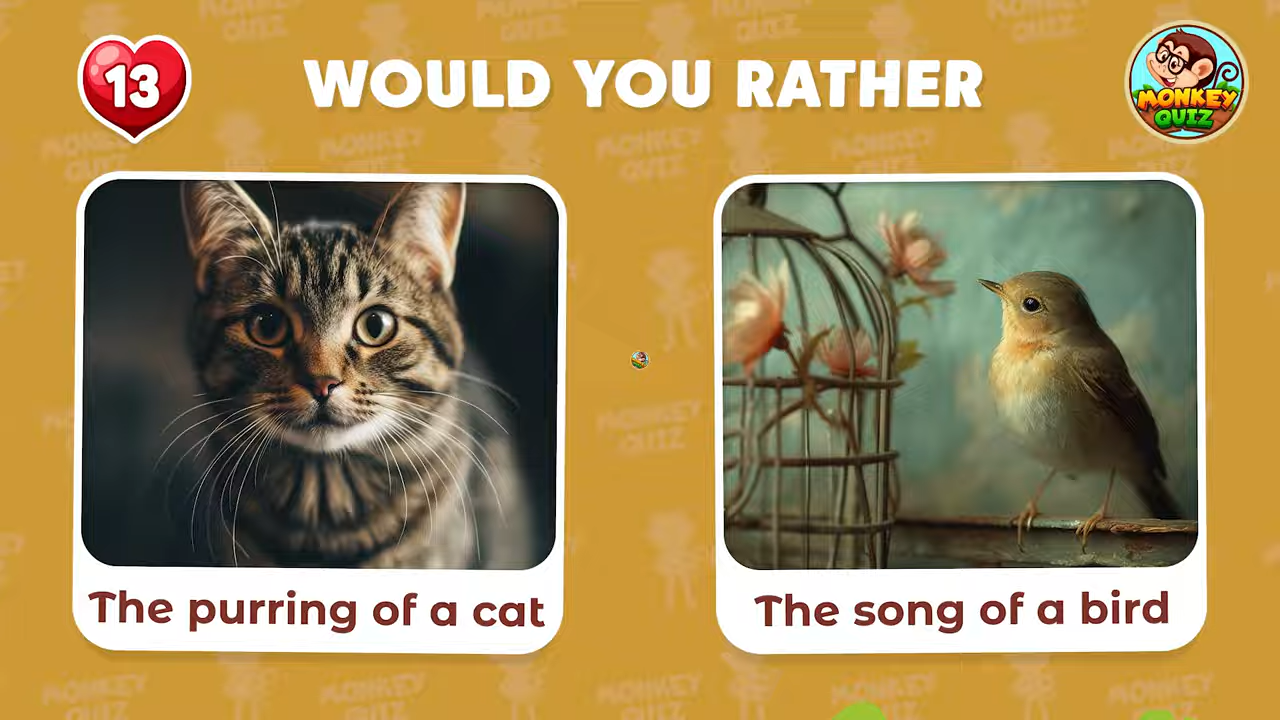 13
WOULD YOU RATHER
MONKEY
QUIZ
The purring of a cat
The song of a bird